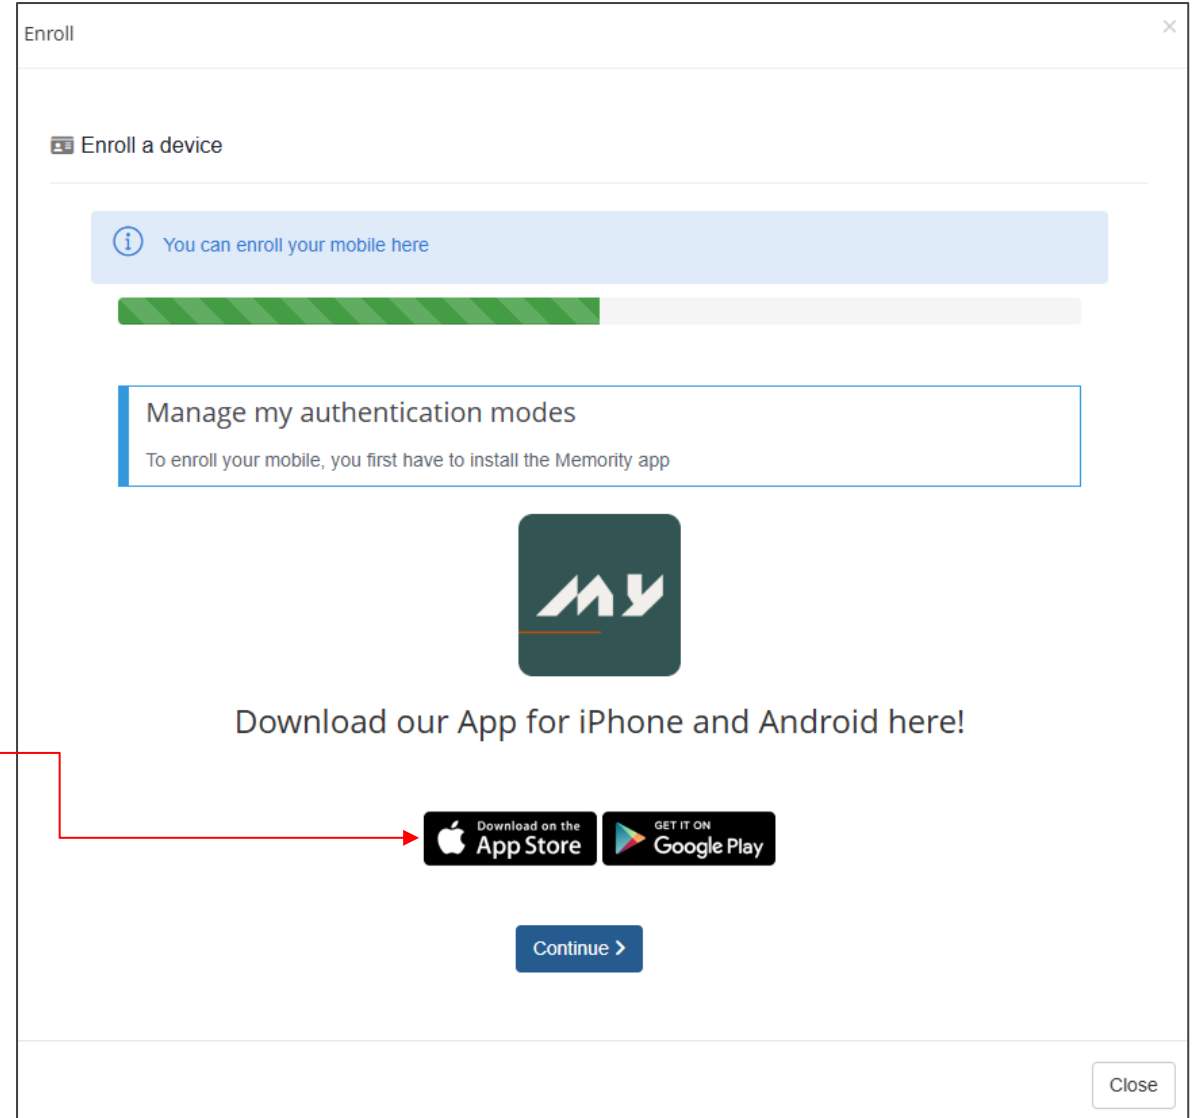 Enroll
×
Enroll a device
You can enroll your mobile here
Manage my authentication modes
To enroll your mobile, you first have to install the Memority app
MY
Download our App for iPhone and Android here!
Download on the
App Store
GET IT ON
Google Play
Continue
Close